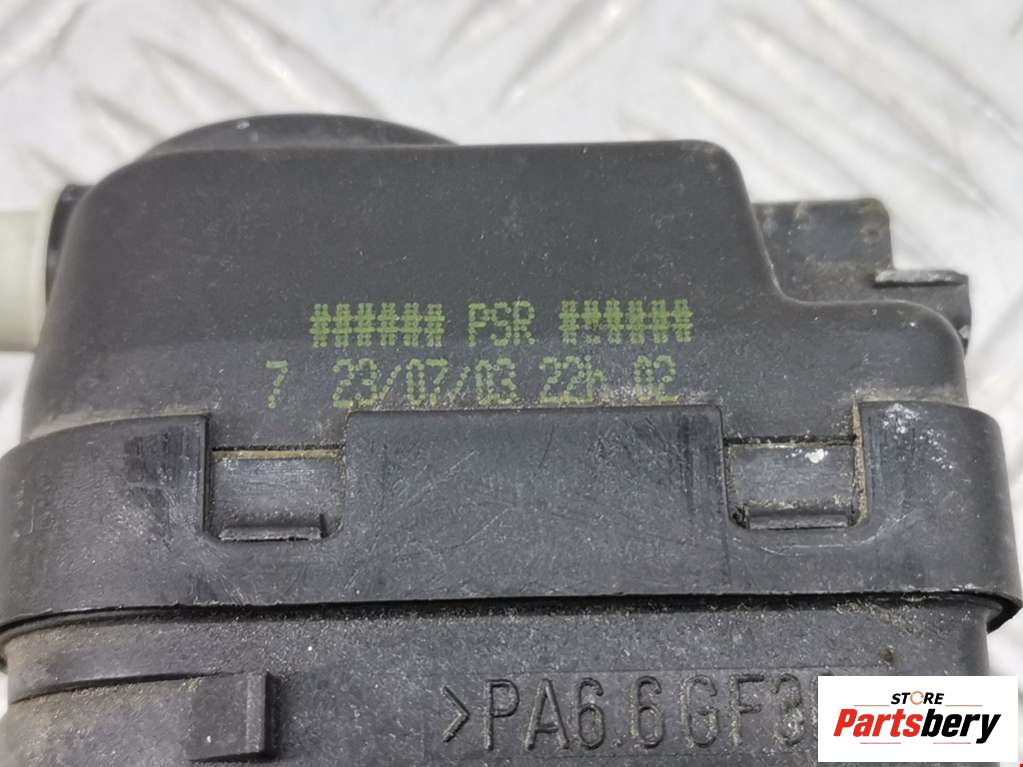 ###### PSR ######
7 23/07/03 22h 02
>PA6.6GF3
STORE
Partsbery